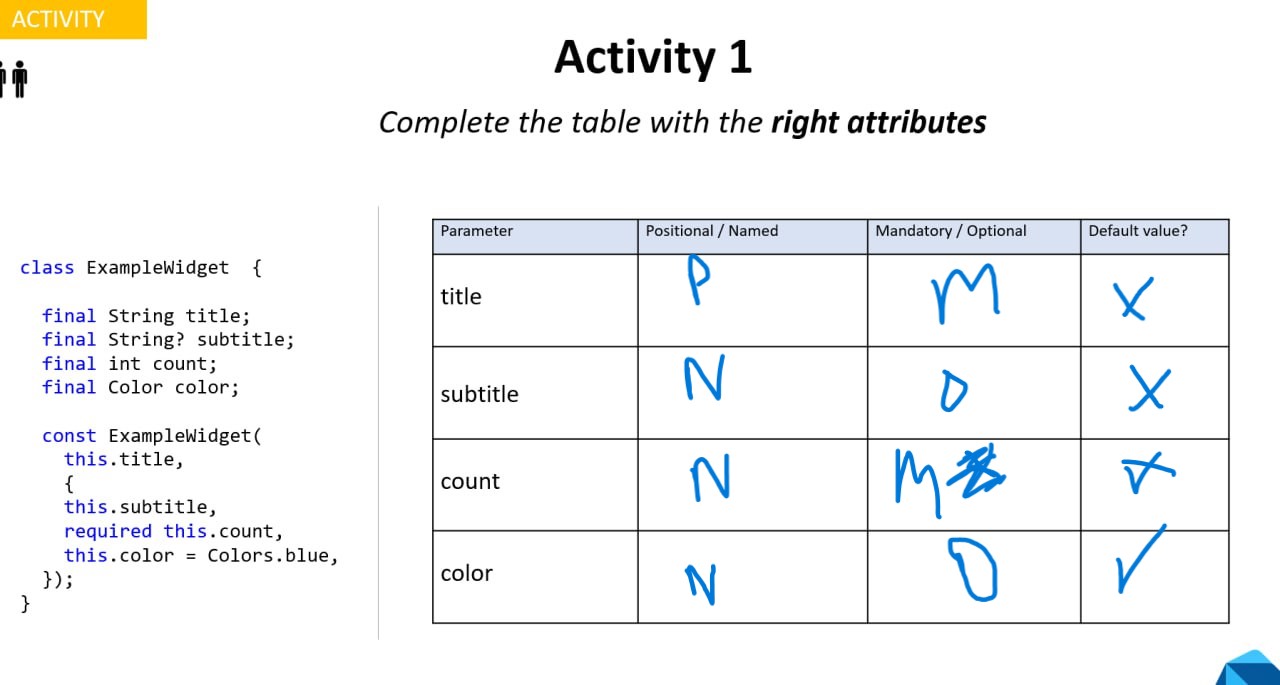 ACTIVITY
Activity 1
Complete the table with the right attributes
class ExampleWidget {
final String title;
final String? subtitle;
final int count;
final Color color;
const ExampleWidget(
this.title,
{
this.subtitle,
required this.count,
this.color = Colors.blue,
});
}
Parameter Positional / Named Mandatory / Optional Default value?
title P M X
subtitle N O X
count N M X
color N O ✓